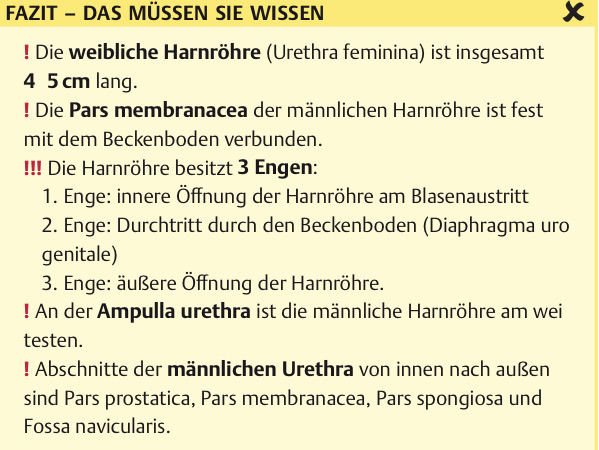 FAZIT – DAS MÜSSEN SIE WISSEN
! Die weibliche Harnröhre (Urethra feminina) ist insgesamt
4 5 cm lang.
! Die Pars membranacea der männlichen Harnröhre ist fest
mit dem Beckenboden verbunden.
!!! Die Harnröhre besitzt 3 Engen:
1. Enge: innere Öffnung der Harnröhre am Blasenaustritt
2. Enge: Durchtritt durch den Beckenboden (Diaphragma uro
genitale)
3. Enge: äußere Öffnung der Harnröhre.
! An der Ampulla urethra ist die männliche Harnröhre am wei
testen.
! Abschnitte der männlichen Urethra von innen nach außen
sind Pars prostatica, Pars membranacea, Pars spongiosa und
Fossa navicularis.